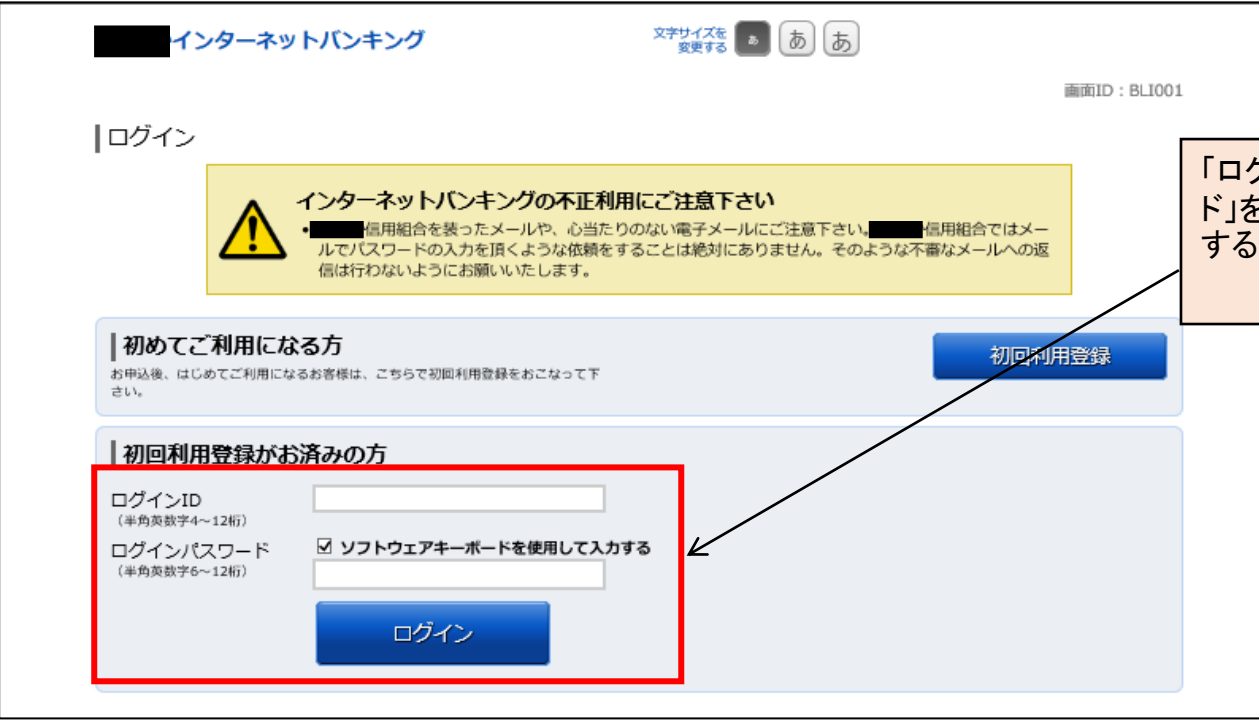 インターネットバンキング
文字サイズを
変更する
あ あ あ
画面ID：BLI001
ログイン
インターネットバンキングの不正利用にご注意下さい
•信用組合を装ったメールや、心当たりのない電子メールにご注意下さい。信用組合ではメー
ルでパスワードの入力を頂くような依頼をすることは絶対にありません。そのような不審なメールへの返
信は行わないようにお願いいたします。
「ログ
ド」を
する
初めてご利用になる方
お申込後、はじめてご利用になるお客様は、こちらで初回利用登録をおこなって下
さい。
初回利用登録
初回利用登録がお済みの方
ログインID
（半角英数字4～12桁）
ログインパスワード
（半角英数字6～12桁）
ソフトウェアキーボードを使用して入力する
ログイン